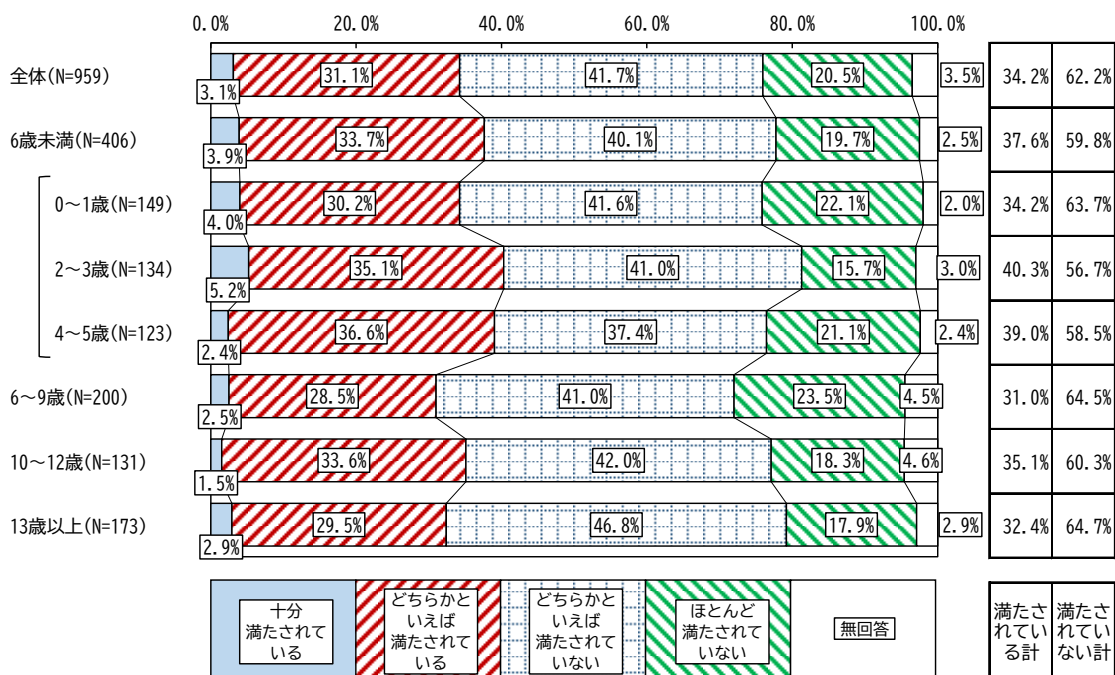 0.0% 20.0% 40.0% 60.0% 80.0% 100.0%
全体(N=959) 3.1% 31.1% 41.7% 20.5% 3.5% 34.2% 62.2%
6歳未満(N=406) 3.9% 33.7% 40.1% 19.7% 2.5% 37.6% 59.8%
0～1歳(N=149) 4.0% 30.2% 41.6% 22.1% 2.0% 34.2% 63.7%
2～3歳(N=134) 5.2% 35.1% 41.0% 15.7% 3.0% 40.3% 56.7%
4～5歳(N=123) 2.4% 36.6% 37.4% 21.1% 2.4% 39.0% 58.5%
6～9歳(N=200) 2.5% 28.5% 41.0% 23.5% 4.5% 31.0% 64.5%
10～12歳(N=131) 1.5% 33.6% 42.0% 18.3% 4.6% 35.1% 60.3%
13歳以上(N=173) 2.9% 29.5% 46.8% 17.9% 2.9% 32.4% 64.7%
十分
満たされて
いる
どちらかと
いえば
満たされて
いる
どちらかと
いえば
満たされて
いない
ほとんど
満たされて
いない
無回答
満たさ
れてい
る計
満たさ
れてい
ない計